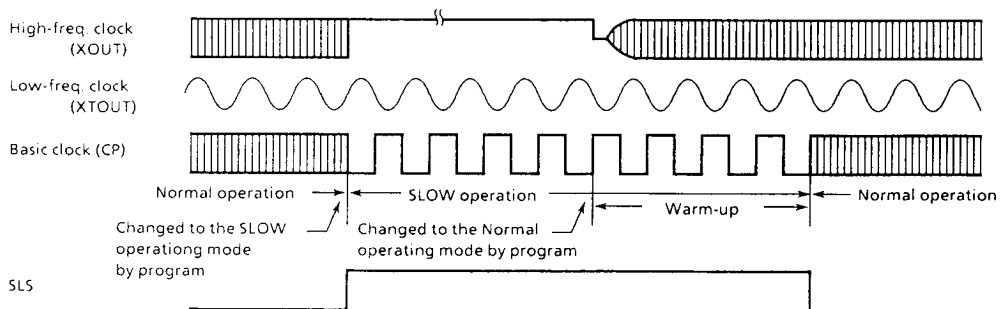 High-freq. clock
(XOUT)
Low-freq. clock
(XTOUT)
Basic clock (CP)
Normal operation
SLOW operation
Normal operation
Warm-up
Changed to the SLOW
operationg mode
by program
Changed to the Normal
operating mode by program
SLS